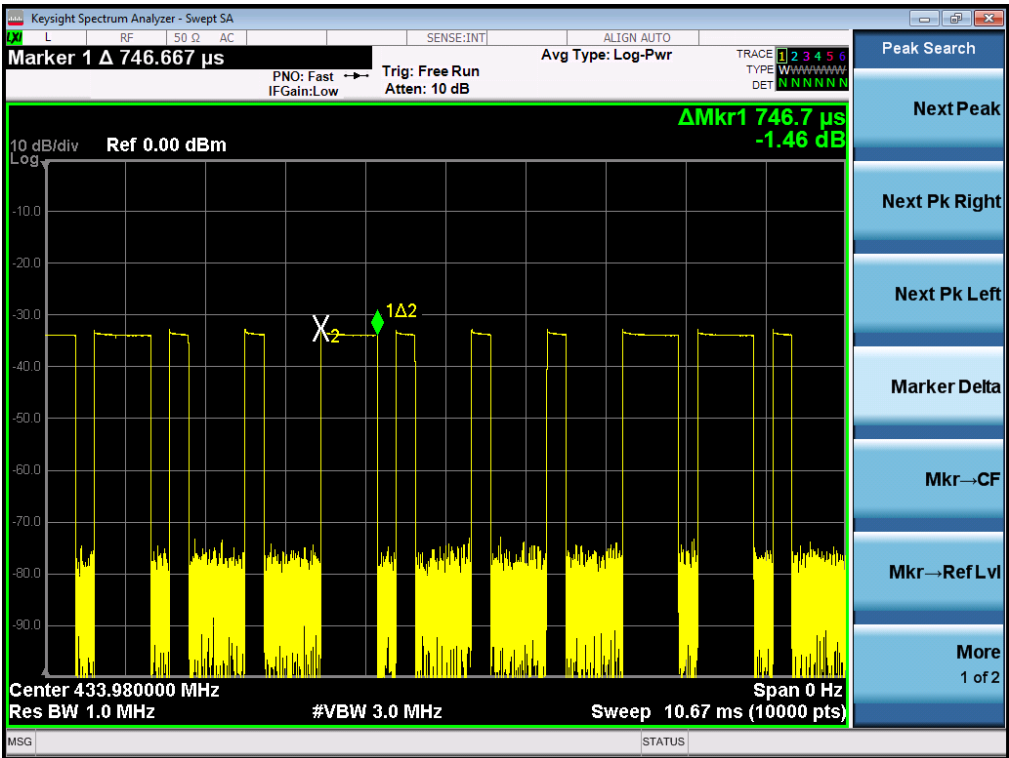 Keysight Spectrum Analyzer - Swept SA
LXI L RF 50 Ω AC SENSE:INT ALIGN AUTO
Marker 1 Δ 746.667 µs
PNO: Fast
IFGain:Low
Trig: Free Run
Atten: 10 dB
Avg Type: Log-Pwr
TRACE 1 2 3 4 5 6
TYPE WWWWWW
DET N N N N N N
ΔMkr1 746.7 µs
-1.46 dB
10 dB/div Ref 0.00 dBm
Log
-10.0
-20.0
-30.0
-40.0
-50.0
-60.0
-70.0
-80.0
-90.0
X2
1Δ2
Center 433.980000 MHz Span 0 Hz
Res BW 1.0 MHz #VBW 3.0 MHz Sweep 10.67 ms (10000 pts)
MSG STATUS
Peak Search
Next Peak
Next Pk Right
Next Pk Left
Marker Delta
Mkr→CF
Mkr→Ref Lvl
More
1 of 2